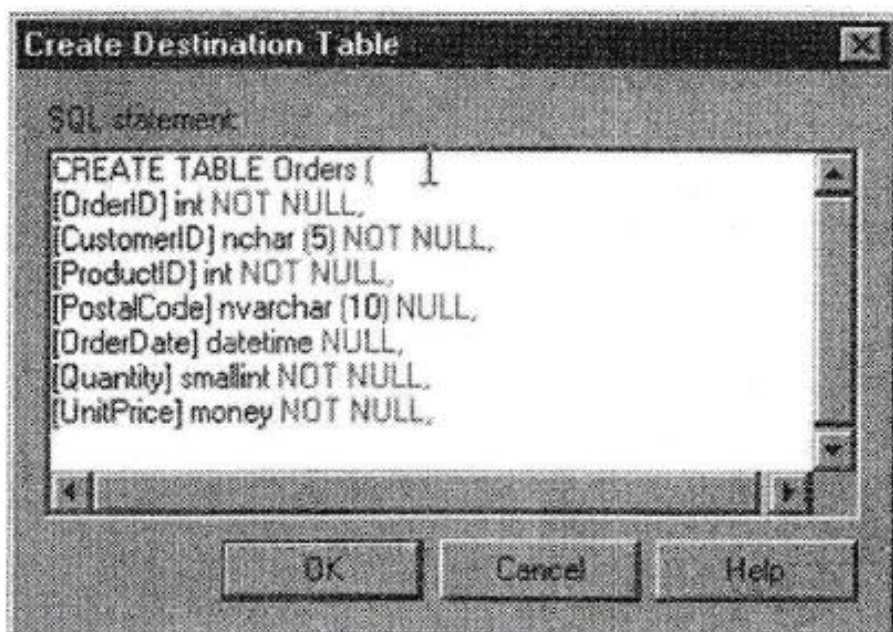 Create Destination Table
SQL statement:
CREATE TABLE Orders (
[OrderID] int NOT NULL,
[CustomerID] nchar (5) NOT NULL,
[ProductID] int NOT NULL,
[PostalCode] nvarchar (10) NULL,
[OrderDate] datetime NULL,
[Quantity] smallint NOT NULL,
[UnitPrice] money NOT NULL,
OK Cancel Help